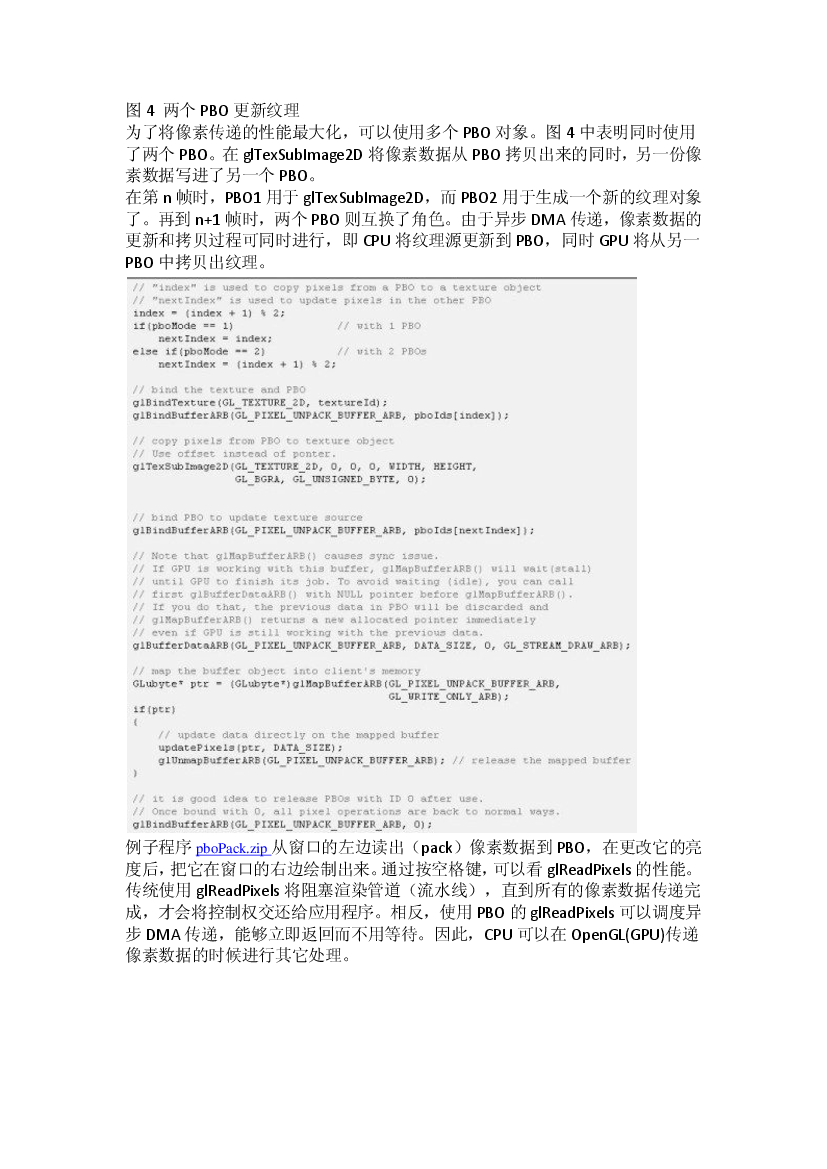 图 4 两个 PBO 更新纹理
为了将像素传递的性能最大化，可以使用多个 PBO 对象。图 4 中表明同时使用
了两个 PBO。在 glTexSubImage2D 将像素数据从 PBO 拷贝出来的同时，另一份像
素数据写进了另一个 PBO。
在第 n 帧时，PBO1 用于 glTexSubImage2D，而 PBO2 用于生成一个新的纹理对象
了。再到 n+1 帧时，两个 PBO 则互换了角色。由于异步 DMA 传递，像素数据的
更新和拷贝过程可同时进行，即 CPU 将纹理源更新到 PBO，同时 GPU 将从另一
PBO 中拷贝出纹理。
// "index" is used to copy pixels from a PBO to a texture object
// "nextIndex" is used to update pixels in the other PBO
index = (index + 1) % 2;
if(pboMode == 1) // with 1 PBO
nextIndex = index;
else if(pboMode == 2) // with 2 PBOs
nextIndex = (index + 1) % 2;
// bind the texture and PBO
glBindTexture(GL_TEXTURE_2D, textureId);
glBindBufferARB(GL_PIXEL_UNPACK_BUFFER_ARB, pboIds[index]);
// copy pixels from PBO to texture object
// Use offset instead of ponter.
glTexSubImage2D(GL_TEXTURE_2D, 0, 0, 0, WIDTH, HEIGHT,
GL_BGRA, GL_UNSIGNED_BYTE, 0);
// bind PBO to update texture source
glBindBufferARB(GL_PIXEL_UNPACK_BUFFER_ARB, pboIds[nextIndex]);
// Note that glMapBufferARB() causes sync issue.
// If GPU is working with this buffer, glMapBufferARB() will wait(stall)
// until GPU to finish its job. To avoid waiting (idle), you can call
// first glBufferDataARB() with NULL pointer before glMapBufferARB().
// If you do that, the previous data in PBO will be discarded and
// glMapBufferARB() returns a new allocated pointer immediately
// even if GPU is still working with the previous data.
glBufferDataARB(GL_PIXEL_UNPACK_BUFFER_ARB, DATA_SIZE, 0, GL_STREAM_DRAW_ARB);
// map the buffer object into client's memory
GLubyte* ptr = (GLubyte*)glMapBufferARB(GL_PIXEL_UNPACK_BUFFER_ARB,
GL_WRITE_ONLY_ARB);
if(ptr)
{
// update data directly on the mapped buffer
updatePixels(ptr, DATA_SIZE);
glUnmapBufferARB(GL_PIXEL_UNPACK_BUFFER_ARB); // release the mapped buffer
}
// it is good idea to release PBOs with ID 0 after use.
// Once bound with 0, all pixel operations are back to normal ways.
glBindBufferARB(GL_PIXEL_UNPACK_BUFFER_ARB, 0);
例子程序 pboPack.zip 从窗口的左边读出（pack）像素数据到 PBO，在更改它的亮
度后，把它在窗口的右边绘制出来。通过按空格键，可以看 glReadPixels 的性能。
传统使用 glReadPixels 将阻塞渲染管道（流水线），直到所有的像素数据传递完
成，才会将控制权交还给应用程序。相反，使用 PBO 的 glReadPixels 可以调度异
步 DMA 传递，能够立即返回而不用等待。因此，CPU 可以在 OpenGL(GPU)传递
像素数据的时候进行其它处理。